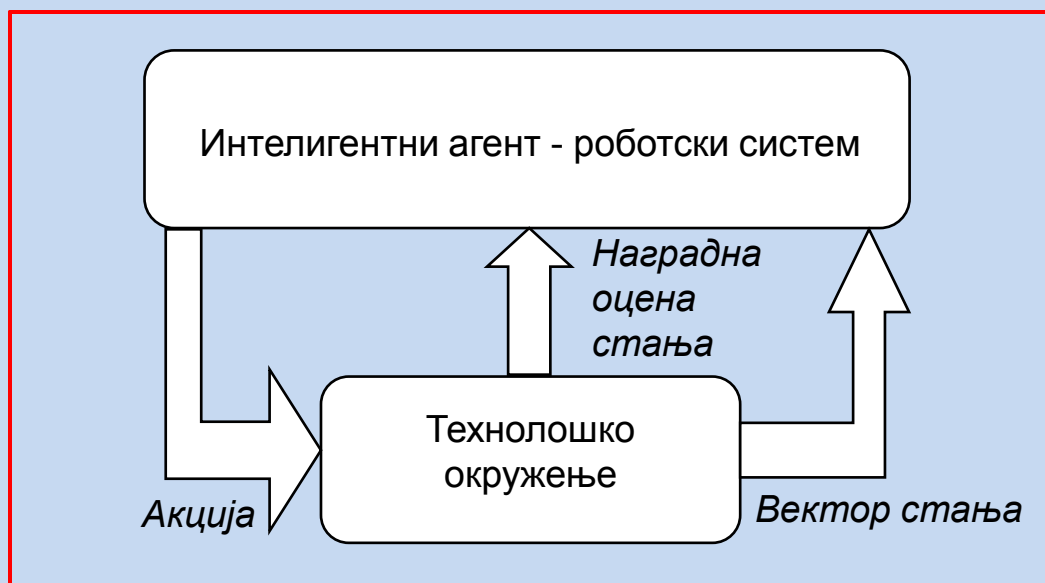 Интелигентни агент - роботски систем
Наградна
оцена
стања
Технолошко
окружење
Акција
Вектор стања